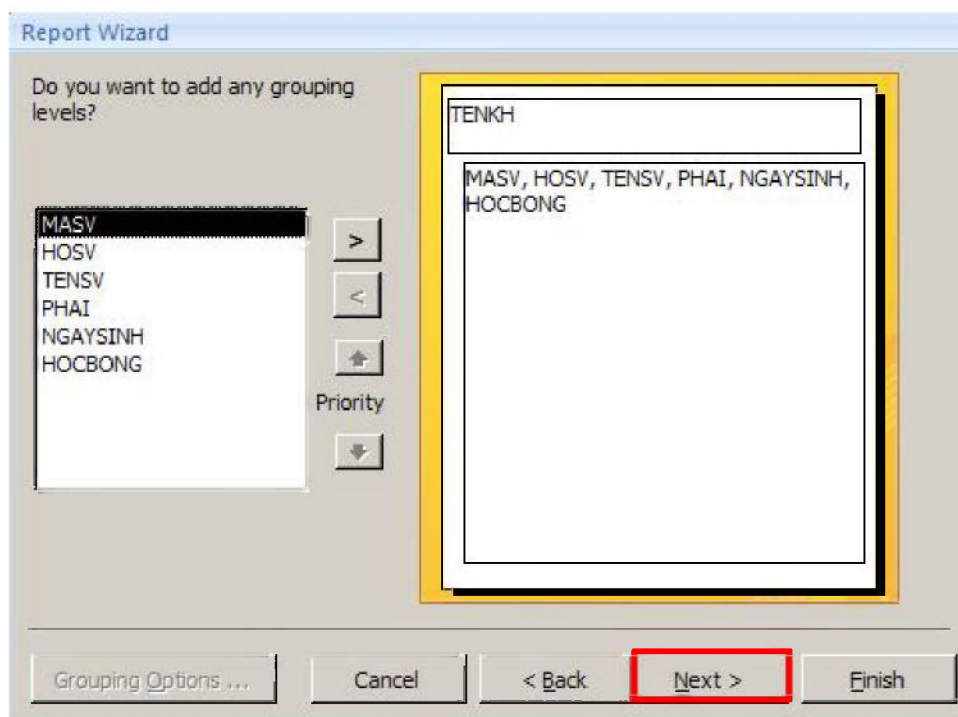 Report Wizard
Do you want to add any grouping
levels?
MASV
HOSV
TENSV
PHAI
NGAYSINH
HOCBONG
>
<
Priority
TENKH
MASV, HOSV, TENSV, PHAI, NGAYSINH,
HOCBONG
Grouping Options ...
Cancel
< Back
Next >
Finish